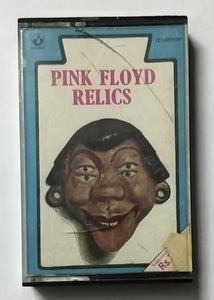 PINK FLOYD
RELICS
Rs.